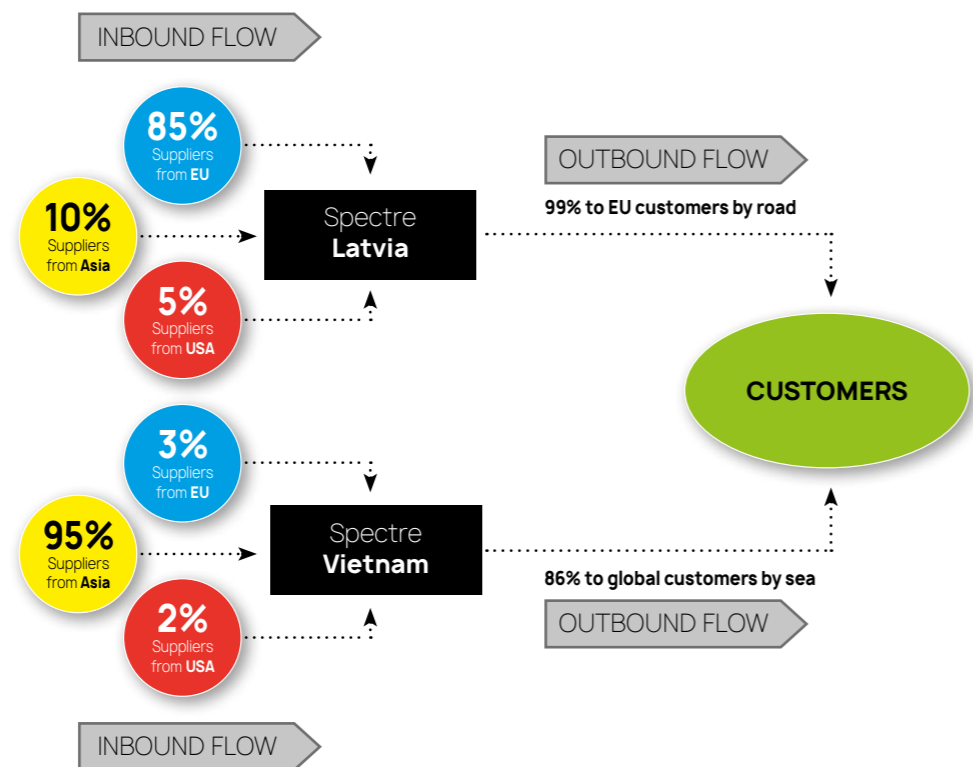 INBOUND FLOW
85%
Suppliers
from EU
10%
Suppliers
from Asia
5%
Suppliers
from USA
Spectre
Latvia
OUTBOUND FLOW
99% to EU customers by road
CUSTOMERS
3%
Suppliers
from EU
95%
Suppliers
from Asia
2%
Suppliers
from USA
Spectre
Vietnam
86% to global customers by sea
OUTBOUND FLOW
INBOUND FLOW